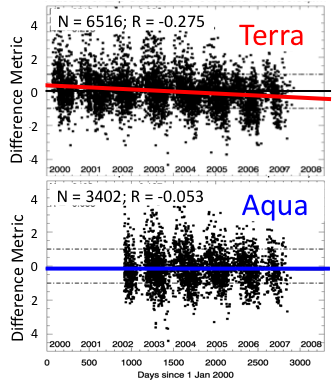 N = 6516; R = -0.275
Terra
Difference Metric
4
2
0
-2
-4
2000 2001 2002 2003 2004 2005 2006 2007 2008
N = 3402; R = -0.053
Aqua
Difference Metric
4
2
0
-2
4
2000 2001 2002 2003 2004 2005 2006 2007 2008
0 500 1000 1500 2000 2500 3000
Days since 1 Jan 2000